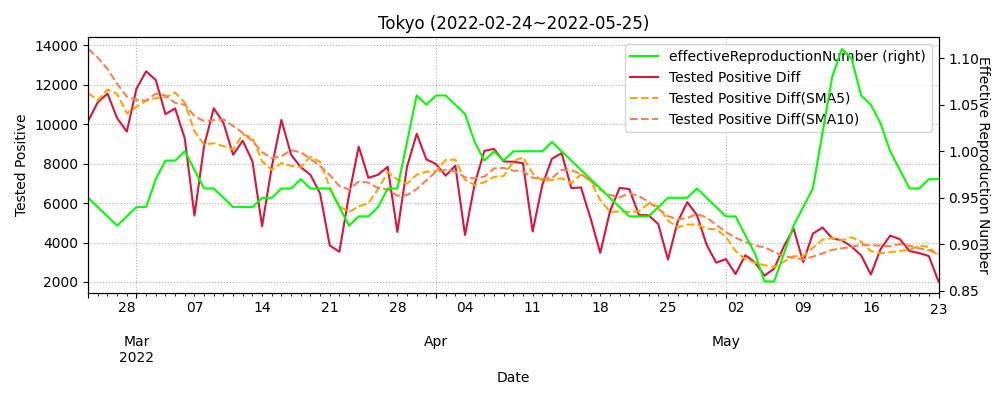 Tokyo (2022-02-24~2022-05-25)
14000
12000
10000
8000
6000
4000
2000
Tested Positive
effectiveReproductionNumber (right)
Tested Positive Diff
Tested Positive Diff(SMA5)
Tested Positive Diff(SMA10)
1.10
1.05
1.00
0.95
0.90
0.85
Effective Reproduction Number
28 07 14 21 28 04 11 18 25 02 09 16 23
Mar Apr May
2022
Date